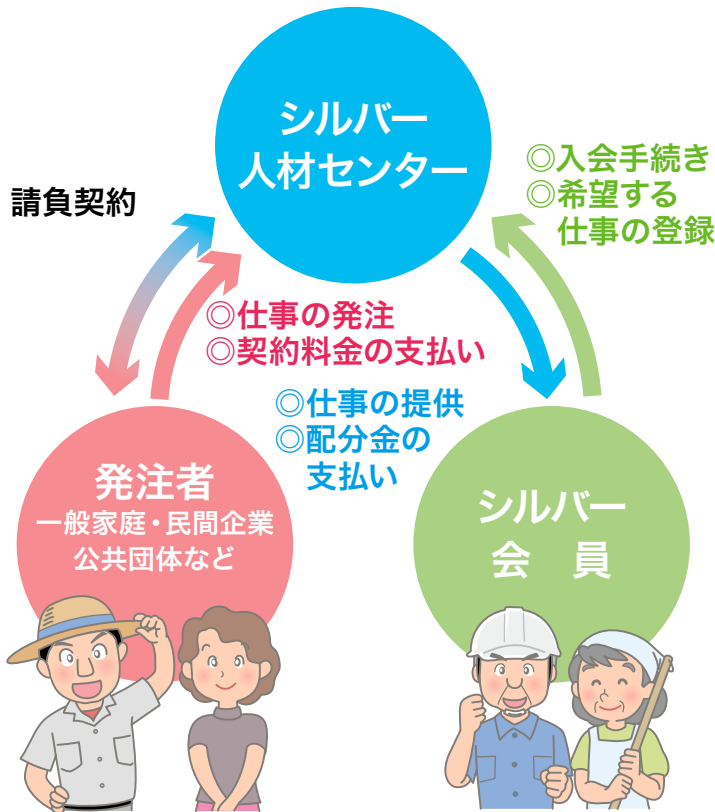 シルバー
人材センター
◎入会手続き
◎希望する
仕事の登録
請負契約
◎仕事の発注
◎契約料金の支払い
◎仕事の提供
◎配分金の
支払い
発注者
一般家庭・民間企業
公共団体など
シルバー
会　員